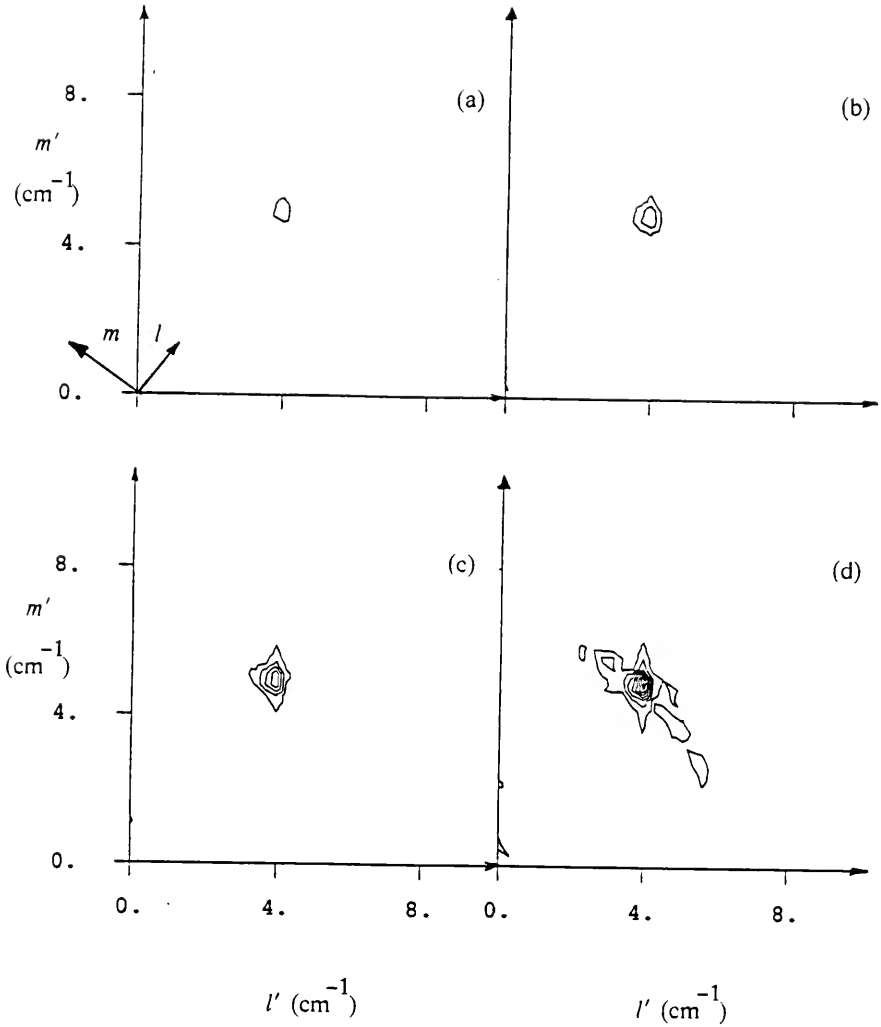 (a)
(b)
8.
m′
(cm⁻¹)
4.
m l
0.
(c)
(d)
8.
m′
(cm⁻¹)
4.
0.
0. 4. 8. 0. 4. 8.
l′ (cm⁻¹) l′ (cm⁻¹)